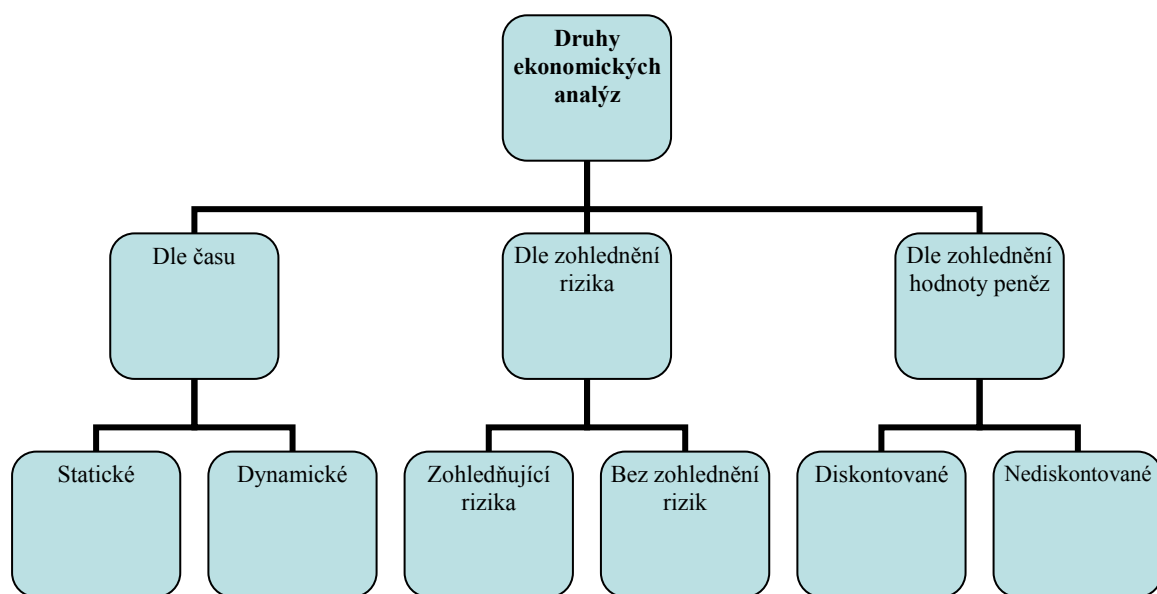 Druhy
ekonomických
analýz
Dle času
Dle zohlednění
rizika
Dle zohlednění
hodnoty peněz
Statické
Dynamické
Zohledňující
rizika
Bez zohlednění
rizik
Diskontované
Nediskontované